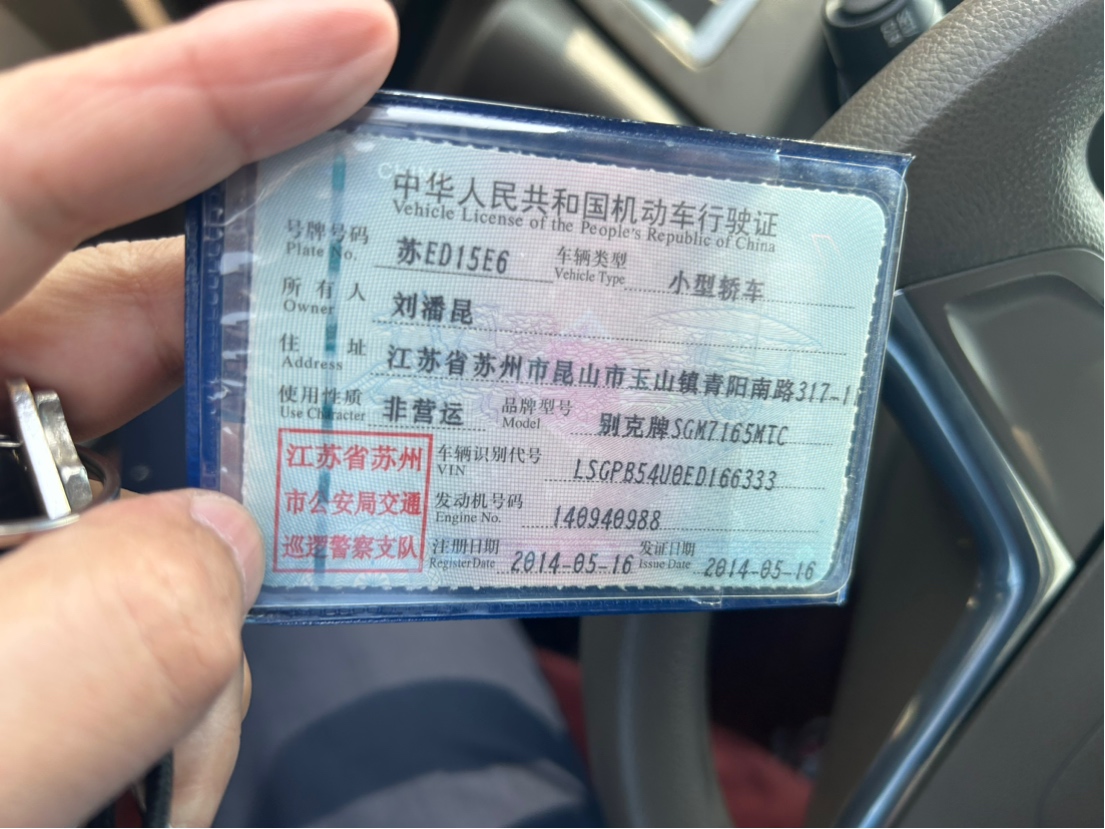 中华人民共和国机动车行驶证
Vehicle License of the People's Republic of China
号牌号码 苏ED15E6 车辆类型 小型轿车
Plate No. Vehicle Type
所有人 刘潘昆
Owner
住址 江苏省苏州市昆山市玉山镇青阳南路317-1
Address
使用性质 非营运 品牌型号 别克牌SGM7165MTC
Use Character Model
江苏省苏州
市公安局交通
巡逻警察支队
车辆识别代号 LSGPB54U0ED166333
VIN
发动机号码 140940988
Engine No.
注册日期 2014-05-16 发证日期 2014-05-16
Register Date Issue Date